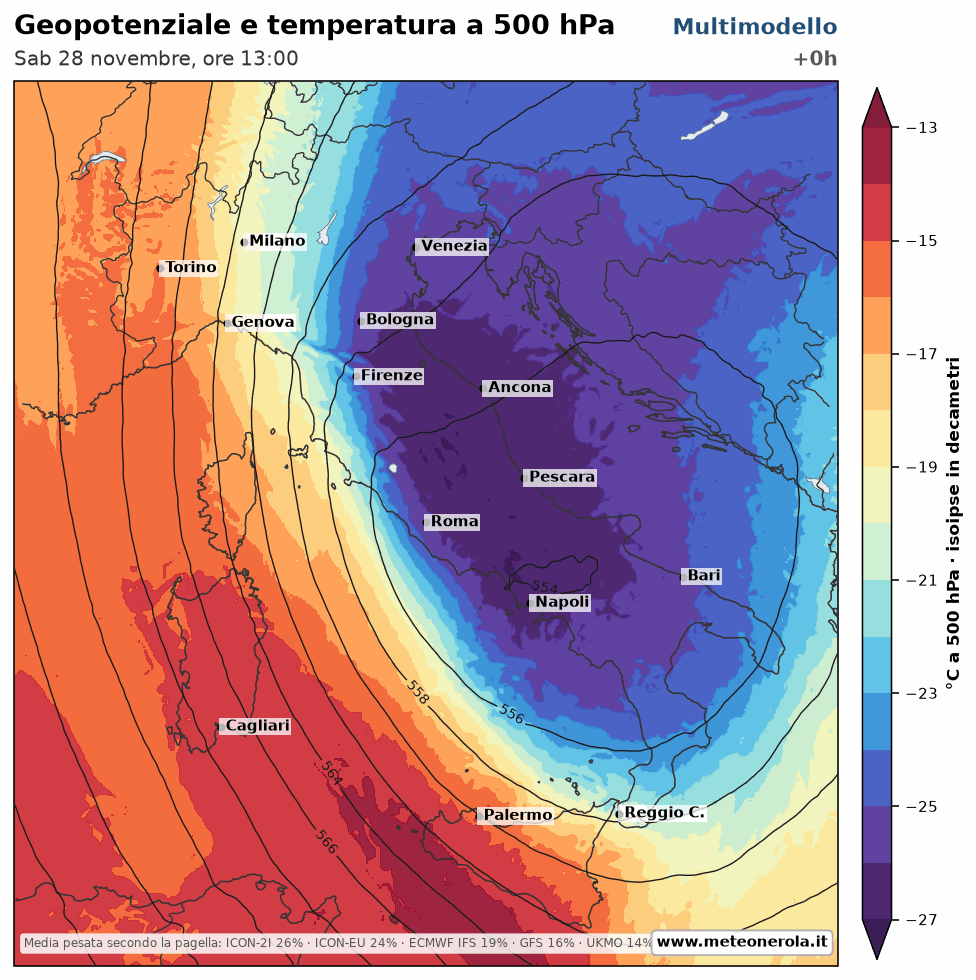 Geopotenziale e temperatura a 500 hPa
Multimodello
Sab 28 novembre, ore 13:00
+0h
Milano
Venezia
Torino
Genova
Bologna
Firenze
Ancona
Pescara
Roma
Bari
554
Napoli
558
556
Cagliari
564
Palermo
Reggio C.
566
−13
−15
−17
−19
−21
−23
−25
−27
°C a 500 hPa · isoipse in decametri
Media pesata secondo la pagella: ICON-2I 26% · ICON-EU 24% · ECMWF IFS 19% · GFS 16% · UKMO 14%
www.meteonerola.it